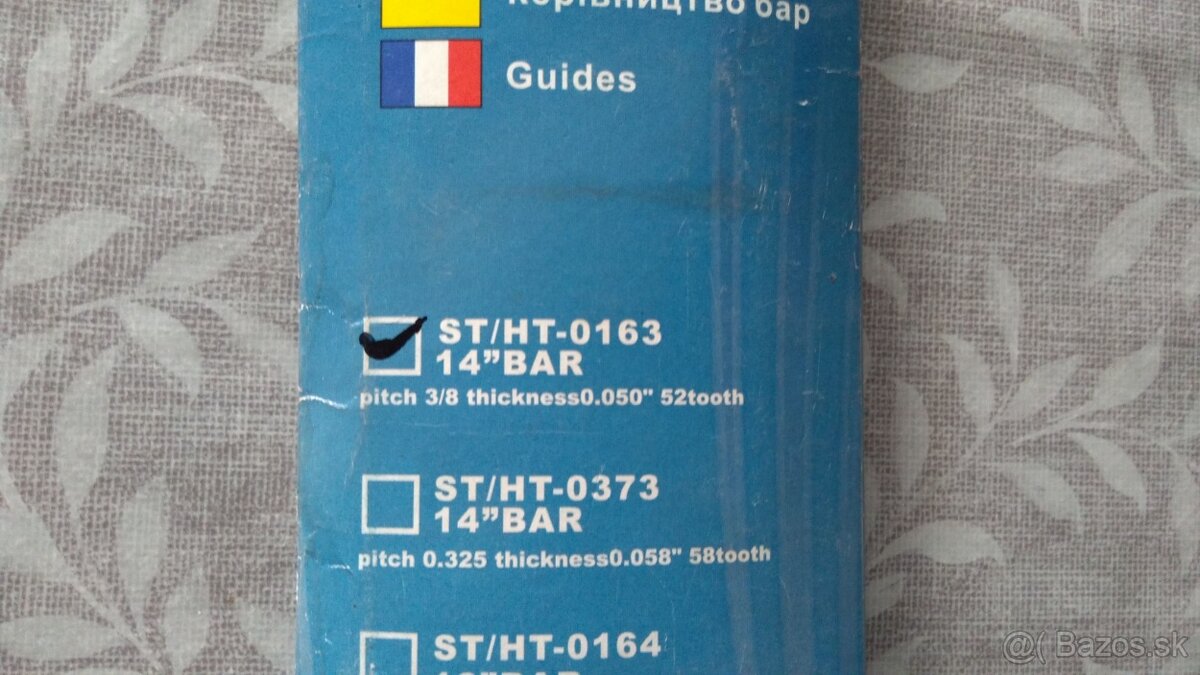 бар
Guides
ST/HT-0163
14”BAR
pitch 3/8 thickness0.050" 52tooth
ST/HT-0373
14”BAR
pitch 0.325 thickness0.058" 58tooth
ST/HT-0164
@( Bazos.sk